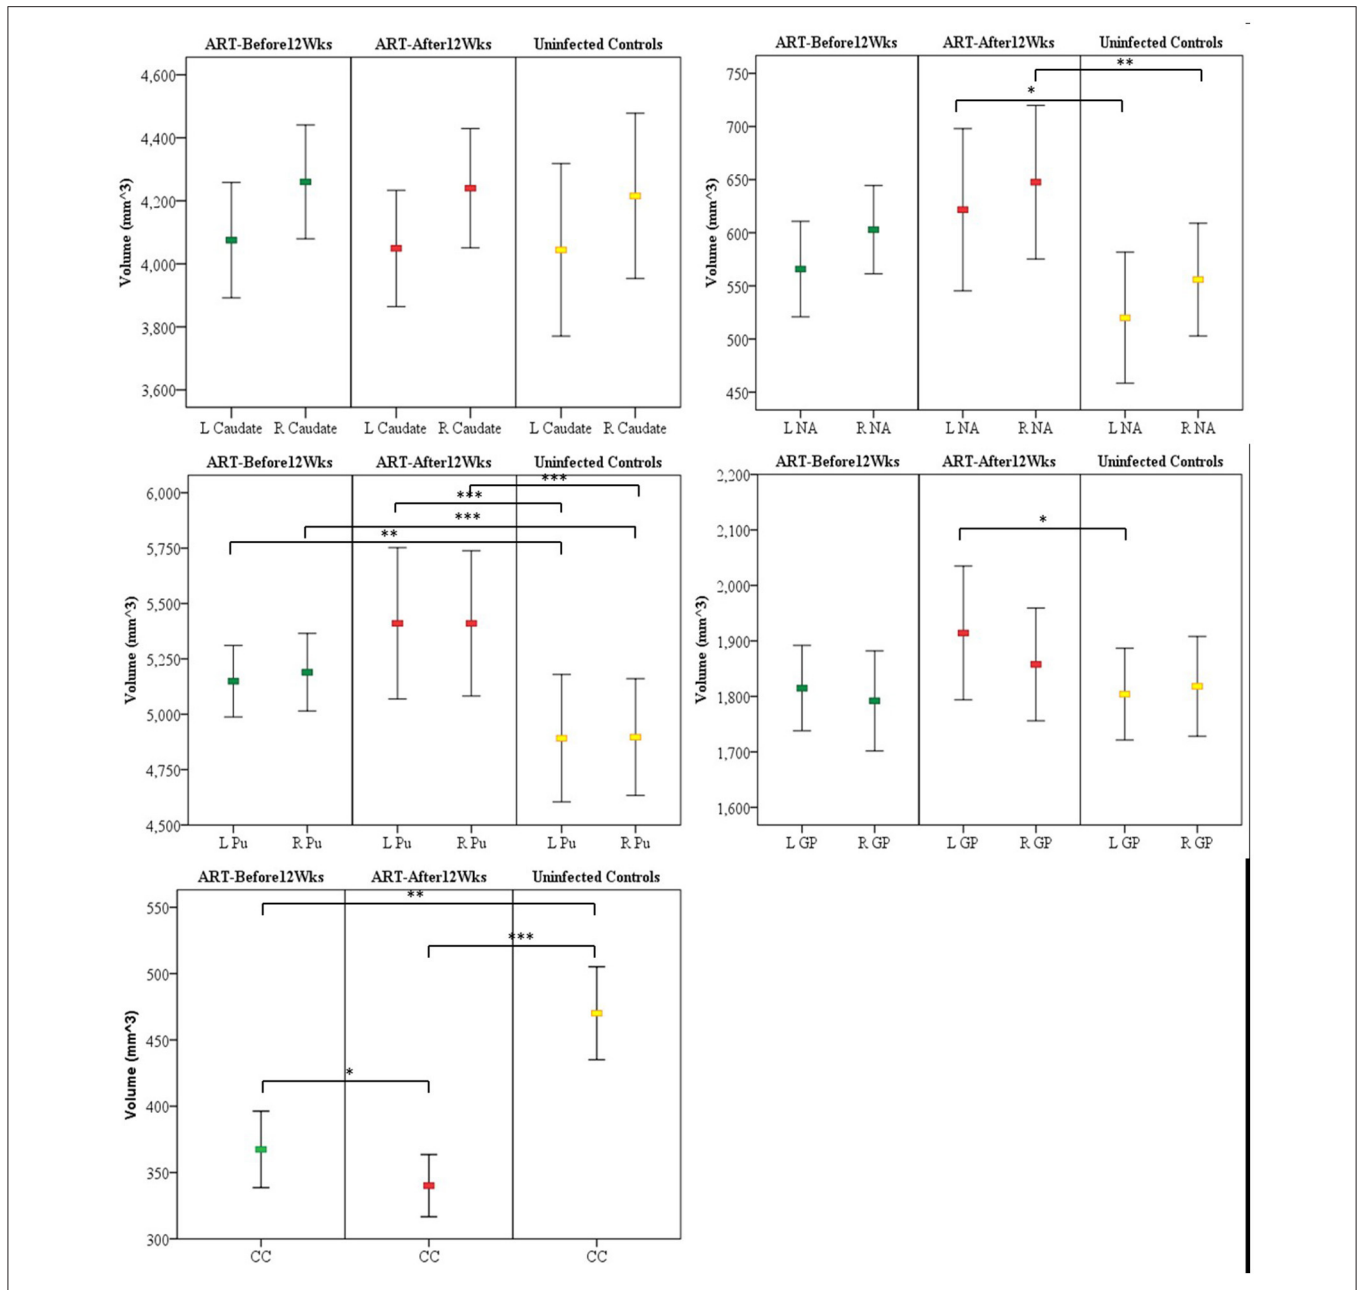 ART-Before12Wks ART-After12Wks Uninfected Controls
4,600
4,400
4,200
4,000
3,800
3,600
Volume (mm^3)
L Caudate R Caudate L Caudate R Caudate L Caudate R Caudate
ART-Before12Wks ART-After12Wks Uninfected Controls
750
700
650
600
550
500
450
Volume (mm^3)
* **
L NA R NA L NA R NA L NA R NA
ART-Before12Wks ART-After12Wks Uninfected Controls
6,000
5,750
5,500
5,250
5,000
4,750
4,500
Volume (mm^3)
***
***
***
**
L Pu R Pu L Pu R Pu L Pu R Pu
ART-Before12Wks ART-After12Wks Uninfected Controls
2,200
2,100
2,000
1,900
1,800
1,700
1,600
Volume (mm^3)
*
L GP R GP L GP R GP L GP R GP
ART-Before12Wks ART-After12Wks Uninfected Controls
550
500
450
400
350
300
Volume (mm^3)
**
***
*
CC CC CC